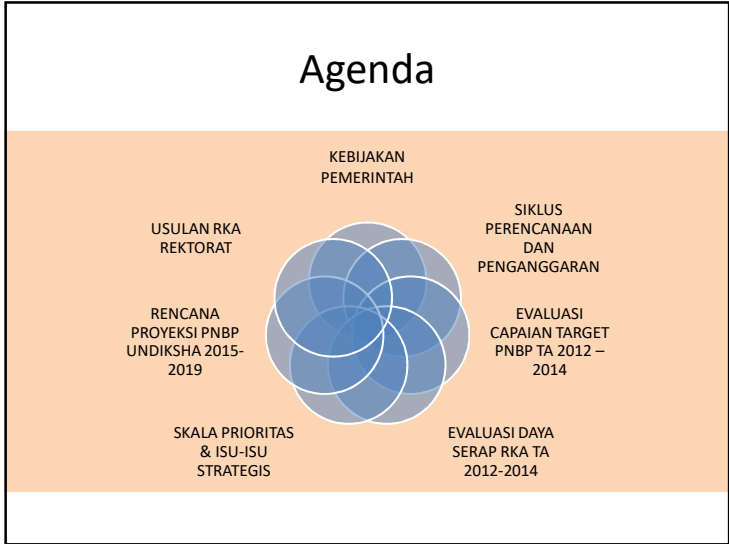 Agenda
KEBIJAKAN
PEMERINTAH
SIKLUS
PERENCANAAN
DAN
PENGANGGARAN
EVALUASI
CAPAIAN TARGET
PNBP TA 2012 –
2014
EVALUASI DAYA
SERAP RKA TA
2012-2014
SKALA PRIORITAS
& ISU-ISU
STRATEGIS
RENCANA
PROYEKSI PNBP
UNDIKSHA 2015-
2019
USULAN RKA
REKTORAT